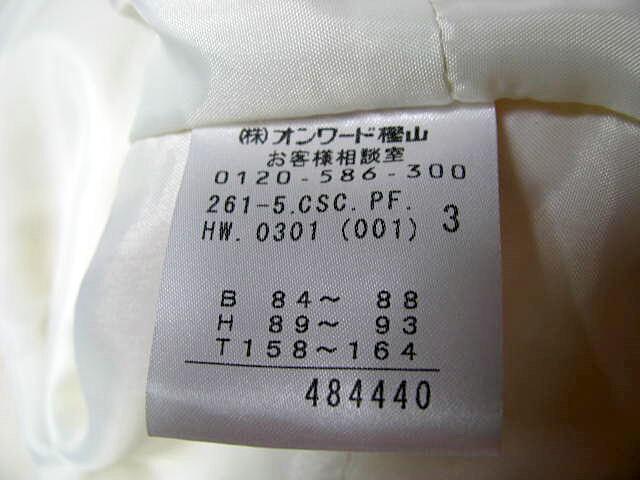 (株)オンワード樫山
お客様相談室
0120-586-300
261-5.CSC.PF.
HW.0301 (001) 3
B 84～ 88
H 89～ 93
T158～164
484440